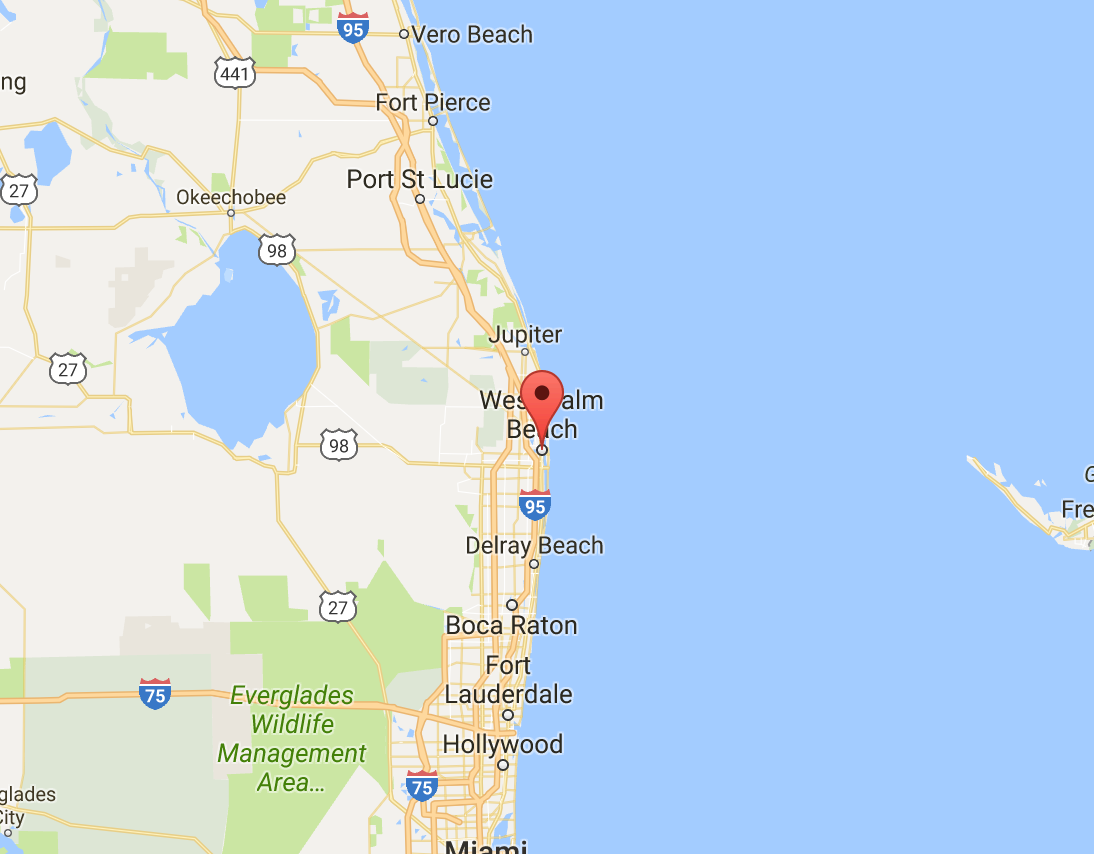 95
Vero Beach
441
ng
Fort Pierce
Port St Lucie
27
Okeechobee
98
Jupiter
27
West Palm
Beach
98
G
Fre
95
Delray Beach
27
Boca Raton
Fort
Lauderdale
75
Everglades
Wildlife
Management
Area...
Hollywood
75
glades
City
Miami